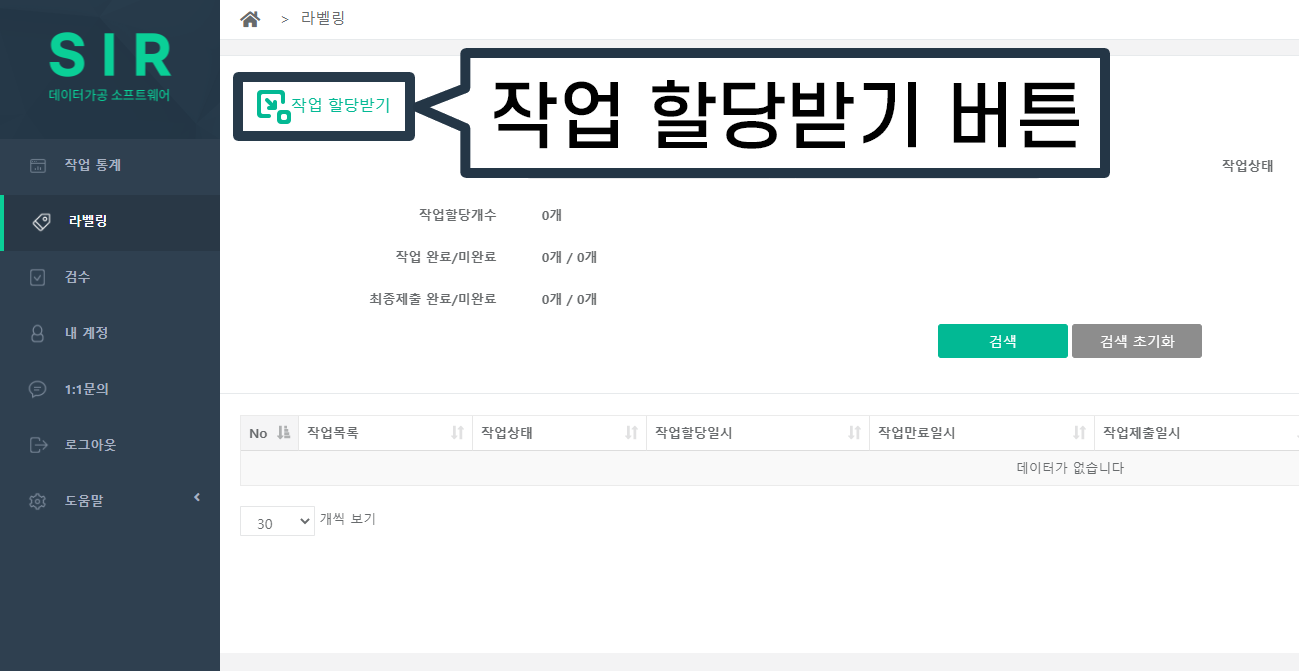 SIR
데이터가공 소프트웨어
작업 통계
라벨링
검수
내 계정
1:1문의
로그아웃
도움말
> 라벨링
작업 할당받기
작업 할당받기 버튼
작업상태
작업할당개수 0개
작업 완료/미완료 0개 / 0개
최종제출 완료/미완료 0개 / 0개
검색 검색 초기화
No 작업목록 작업상태 작업할당일시 작업만료일시 작업제출일시
데이터가 없습니다
30 개씩 보기